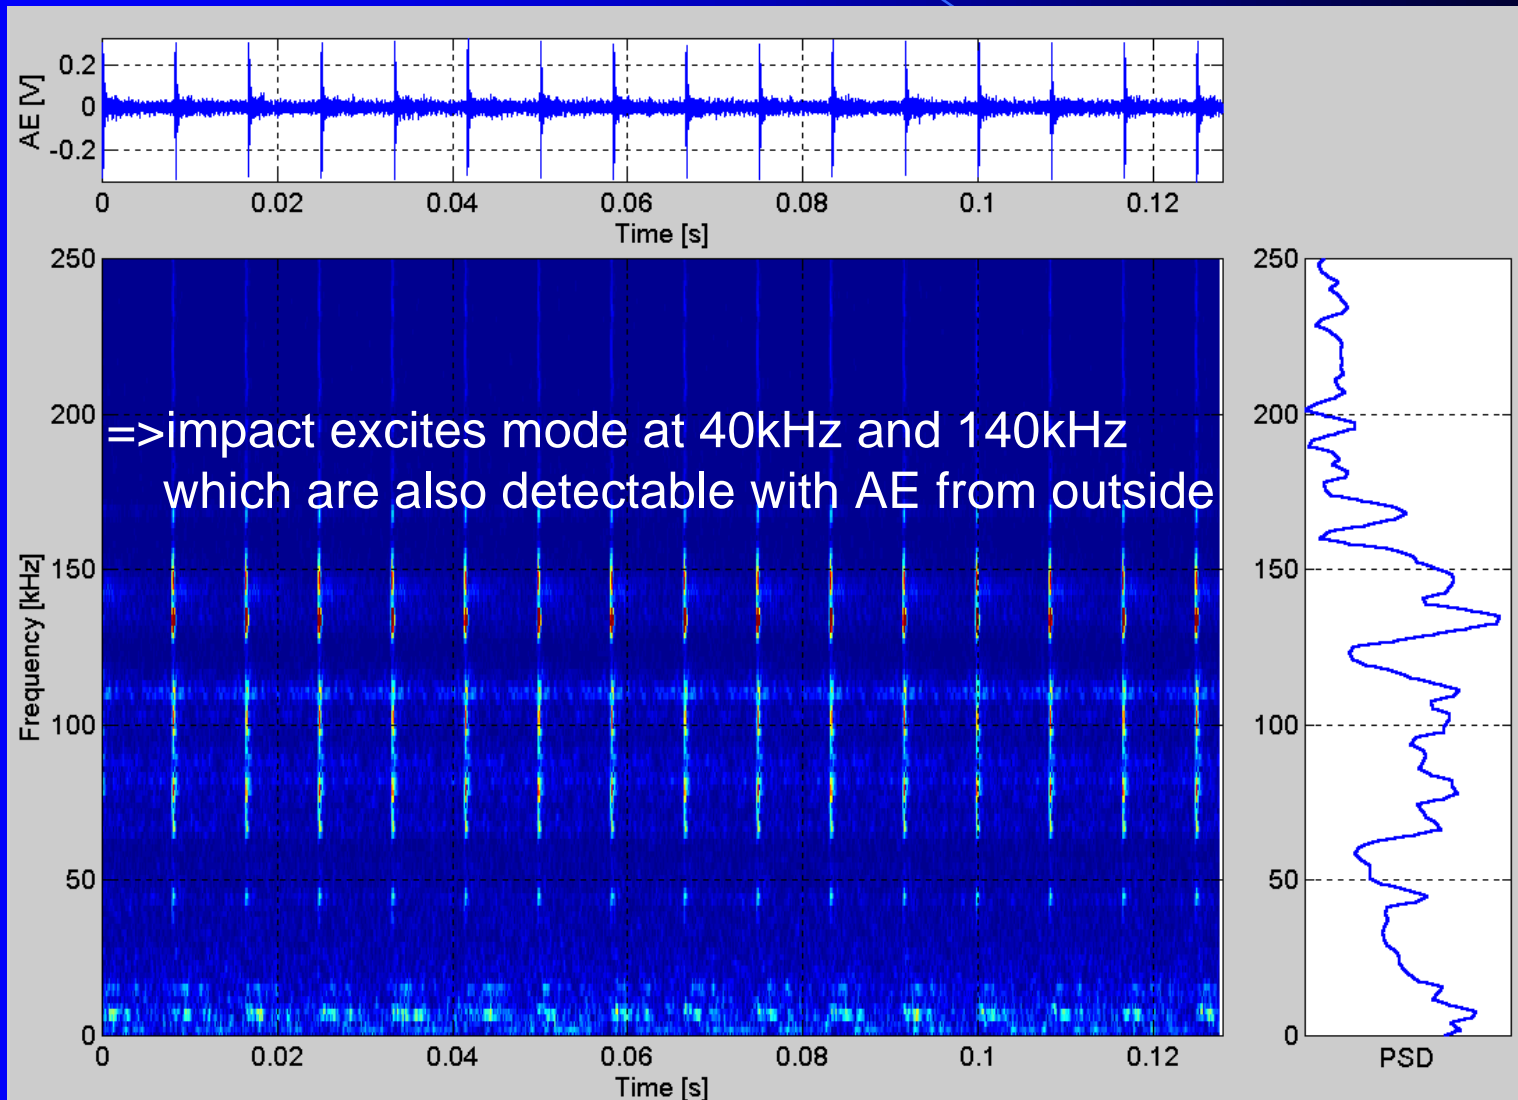 0.2
0
-0.2
AE [V]
0 0.02 0.04 0.06 0.08 0.1 0.12
Time [s]
250
200
150
100
50
0
Frequency [kHz]
=>impact excites mode at 40kHz and 140kHz
which are also detectable with AE from outside
0 0.02 0.04 0.06 0.08 0.1 0.12
Time [s]
250
200
150
100
50
0
PSD